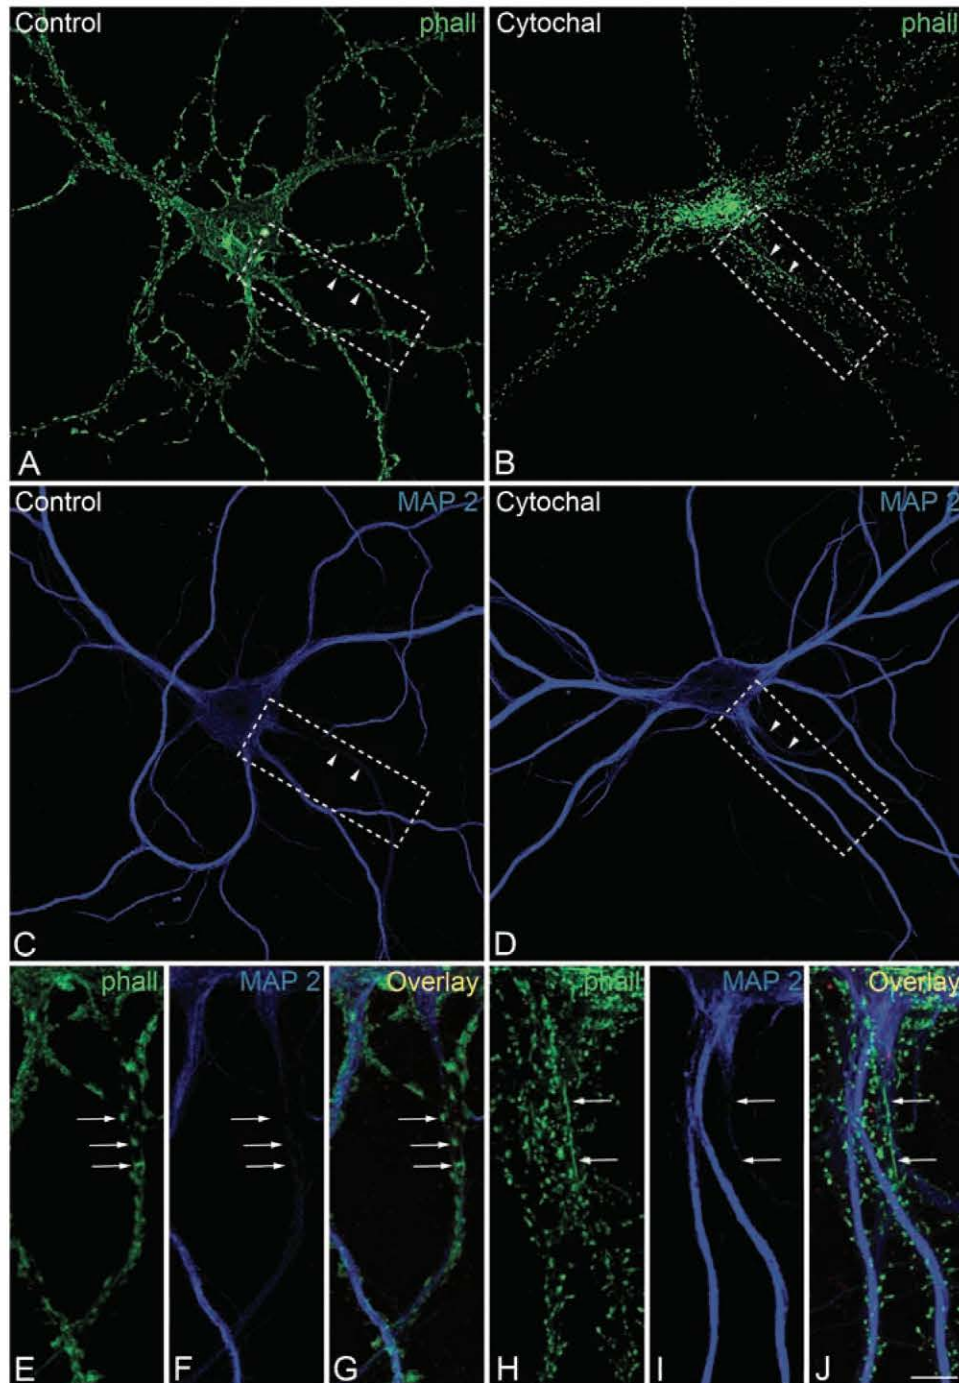 Control phall
Cytochal phall
A
B
Control MAP 2
Cytochal MAP 2
C
D
phall
MAP 2
Overlay
phall
MAP 2
Overlay
E
F
G
H
I
J